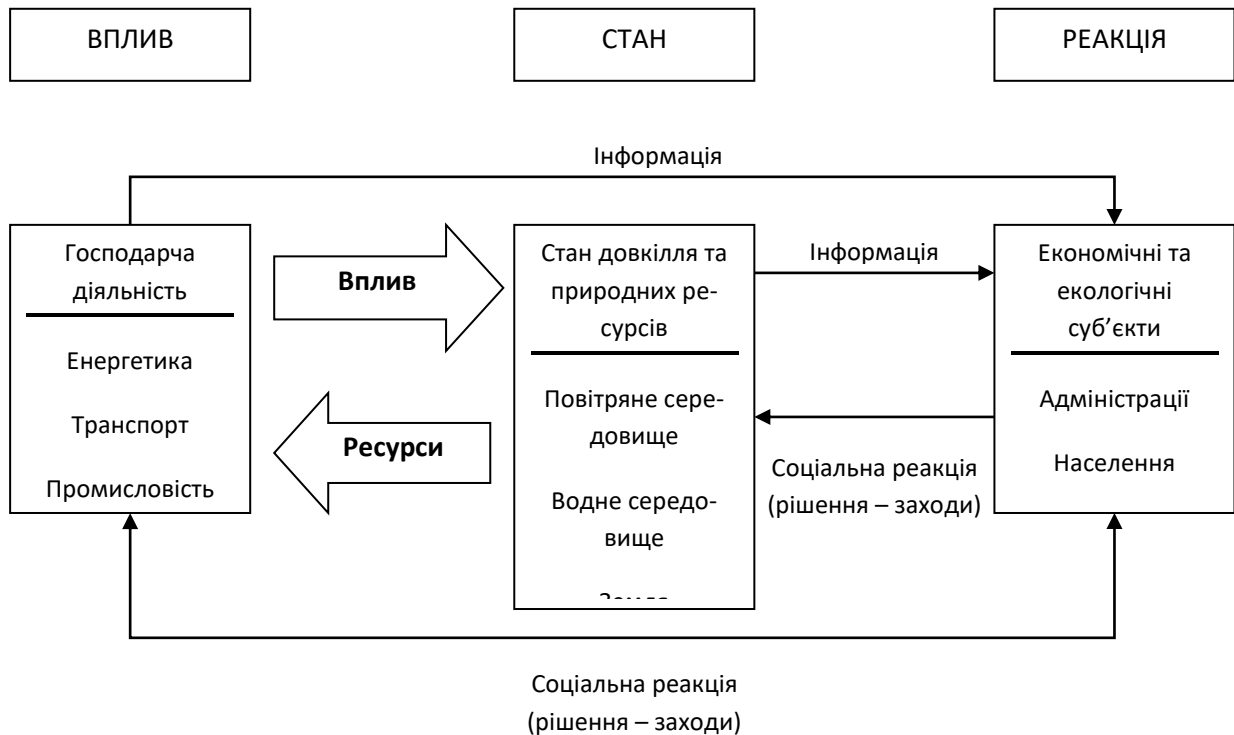 ВПЛИВ
СТАН
РЕАКЦІЯ
Інформація
Господарча
діяльність
Енергетика
Транспорт
Промисловість
Вплив
Ресурси
Стан довкілля та
природних ре-
сурсів
Повітряне сере-
довище
Водне середо-
вище
Інформація
Соціальна реакція
(рішення – заходи)
Економічні та
екологічні
суб’єкти
Адміністрації
Населення
Соціальна реакція
(рішення – заходи)